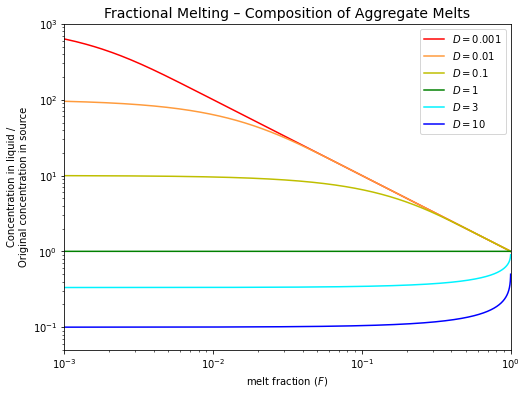 Fractional Melting – Composition of Aggregate Melts
Concentration in liquid /
Original concentration in source
10³
10²
10¹
10⁰
10⁻¹
D = 0.001
D = 0.01
D = 0.1
D = 1
D = 3
D = 10
10⁻³ 10⁻² 10⁻¹ 10⁰
melt fraction (F)